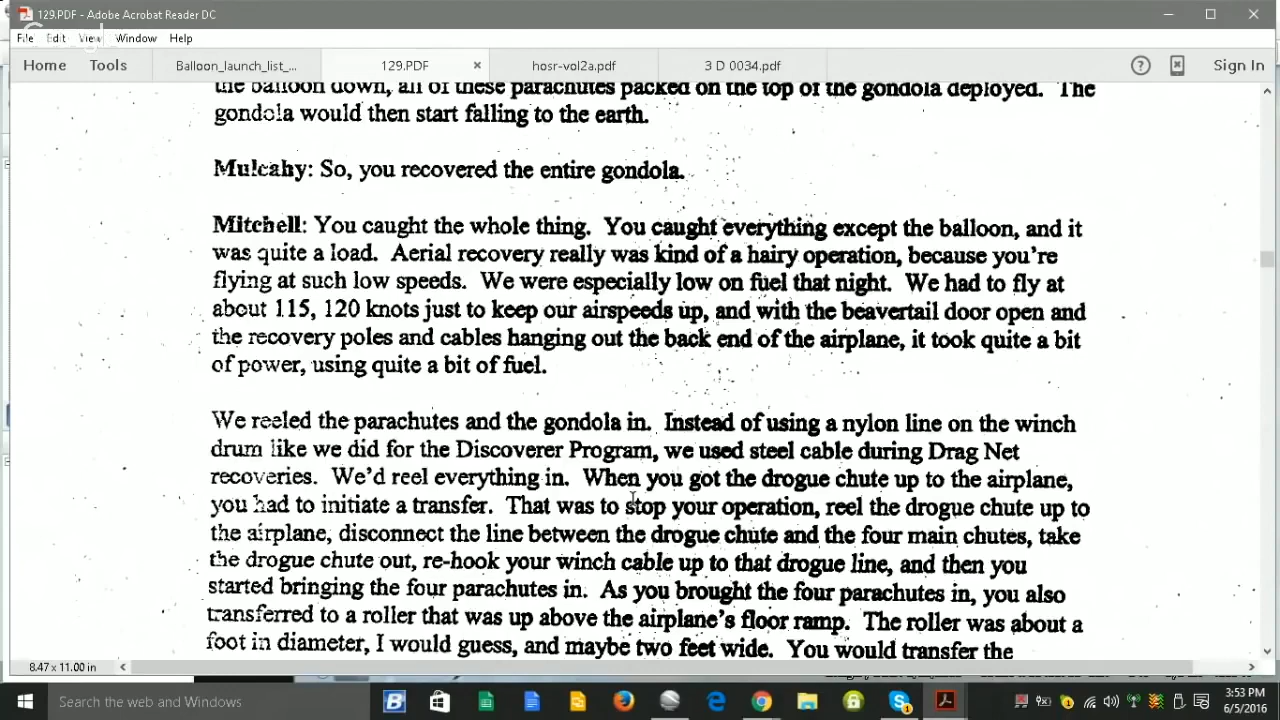 129.PDF - Adobe Acrobat Reader DC
Google
File Edit View Window Help
Home Tools Balloon_launch_list_... 129.PDF × hosr-vol2a.pdf 3 D 0034.pdf Sign In
the balloon down, all of these parachutes packed on the top of the gondola deployed. The
gondola would then start falling to the earth.
Mulcahy: So, you recovered the entire gondola.
Mitchell: You caught the whole thing. You caught everything except the balloon, and it
was quite a load. Aerial recovery really was kind of a hairy operation, because you're
flying at such low speeds. We were especially low on fuel that night. We had to fly at
about 115, 120 knots just to keep our airspeeds up, and with the beavertail door open and
the recovery poles and cables hanging out the back end of the airplane, it took quite a bit
of power, using quite a bit of fuel.
We reeled the parachutes and the gondola in. Instead of using a nylon line on the winch
drum like we did for the Discoverer Program, we used steel cable during Drag Net
recoveries. We'd reel everything in. When you got the drogue chute up to the airplane,
you had to initiate a transfer. That was to stop your operation, reel the drogue chute up to
the airplane, disconnect the line between the drogue chute and the four main chutes, take
the drogue chute out, re-hook your winch cable up to that drogue line, and then you
started bringing the four parachutes in. As you brought the four parachutes in, you also
transferred to a roller that was up above the airplane's floor ramp. The roller was about a
foot in diameter, I would guess, and maybe two feet wide. You would transfer the
8.47 x 11.00 in
Search the web and Windows
3:53 PM
6/5/2016